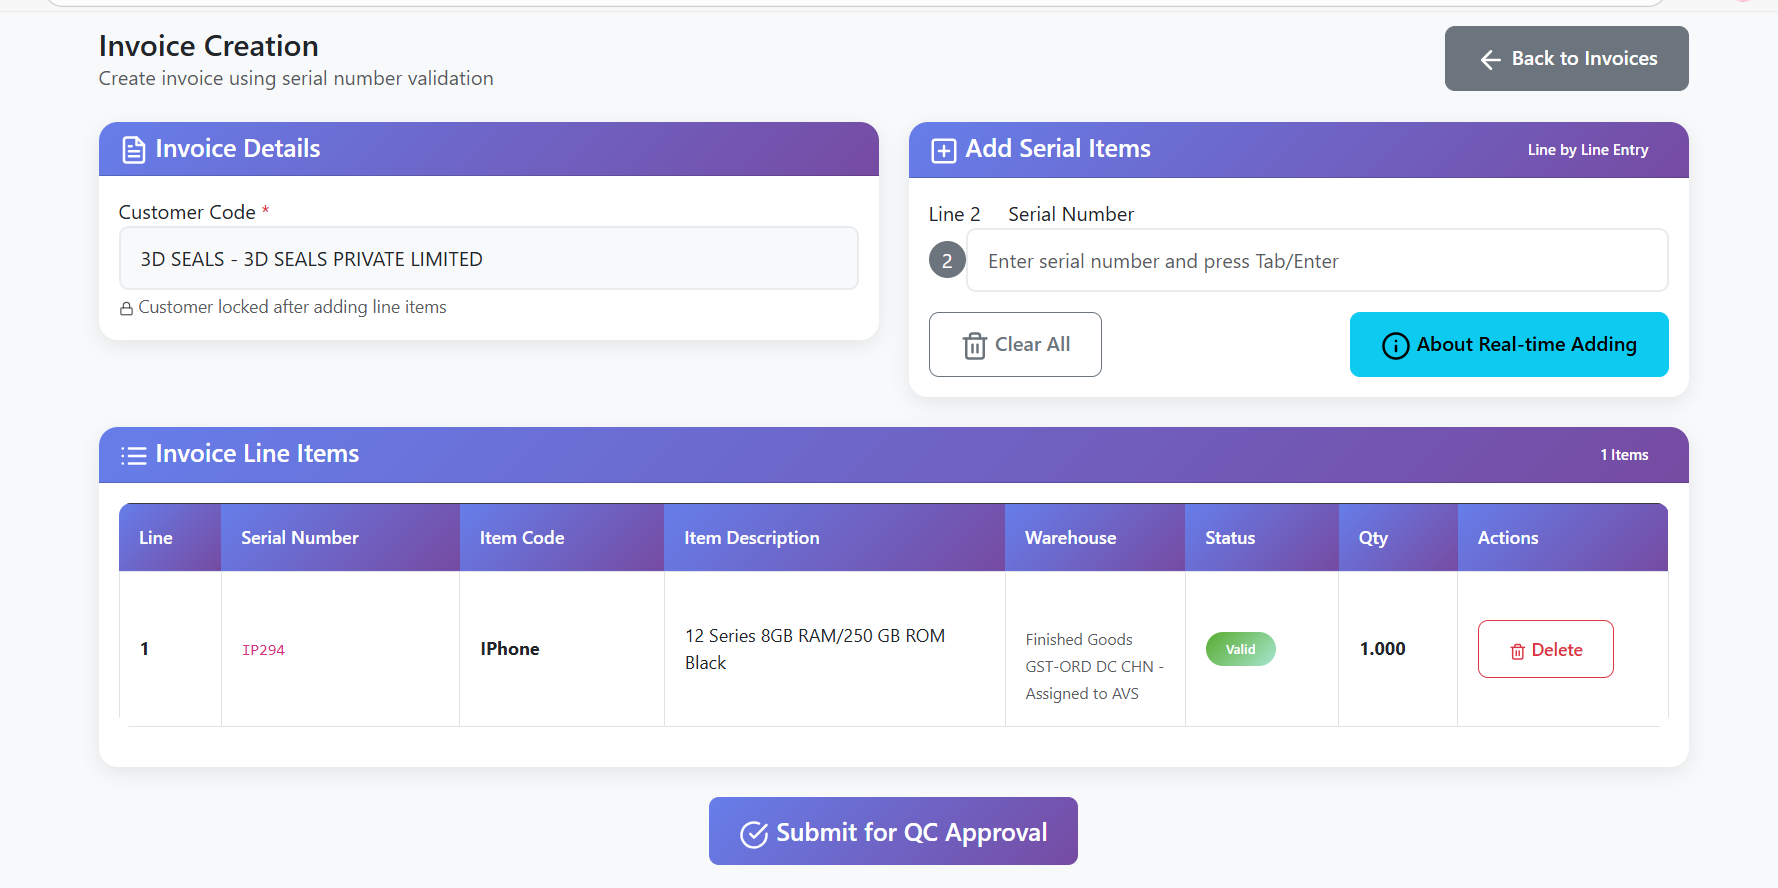 Invoice Creation
Create invoice using serial number validation
Back to Invoices
Invoice Details
Customer Code *
3D SEALS - 3D SEALS PRIVATE LIMITED
Customer locked after adding line items
Add Serial Items
Line by Line Entry
Line 2 Serial Number
2 Enter serial number and press Tab/Enter
Clear All
About Real-time Adding
Invoice Line Items
1 Items
Line Serial Number Item Code Item Description Warehouse Status Qty Actions
1 IP294 IPhone
12 Series 8GB RAM/250 GB ROM
Black
Finished Goods
GST-ORD DC CHN -
Assigned to AVS
Valid 1.000 Delete
Submit for QC Approval